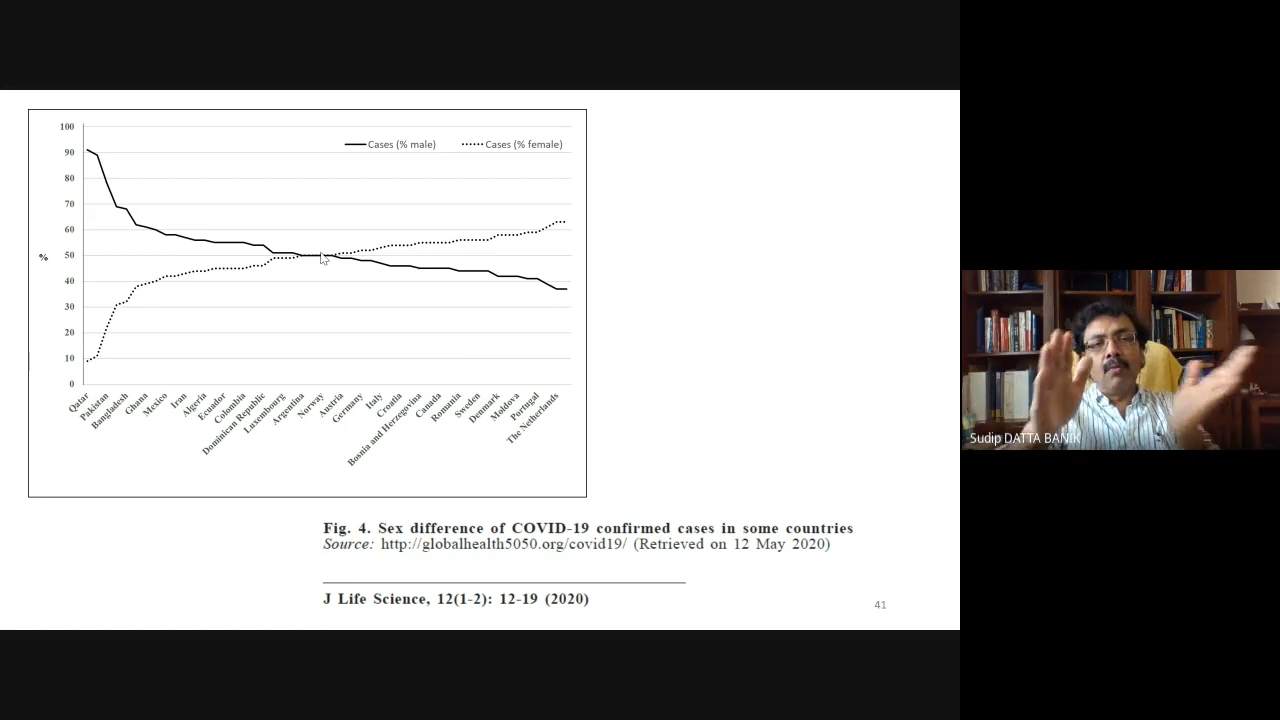 100
90
80
70
60
50
40
30
20
10
0
%
Cases (% male)
Cases (% female)
Qatar
Pakistan
Bangladesh
Ghana
Mexico
Iran
Algeria
Ecuador
Colombia
Dominican Republic
Luxembourg
Argentina
Norway
Austria
Germany
Italy
Croatia
Bosnia and Herzegovina
Canada
Romania
Sweden
Denmark
Moldova
Portugal
The Netherlands
Fig. 4. Sex difference of COVID-19 confirmed cases in some countries
Source: http://globalhealth5050.org/covid19/ (Retrieved on 12 May 2020)
J Life Science, 12(1-2): 12-19 (2020)
41
Sudip DATTA BANIK